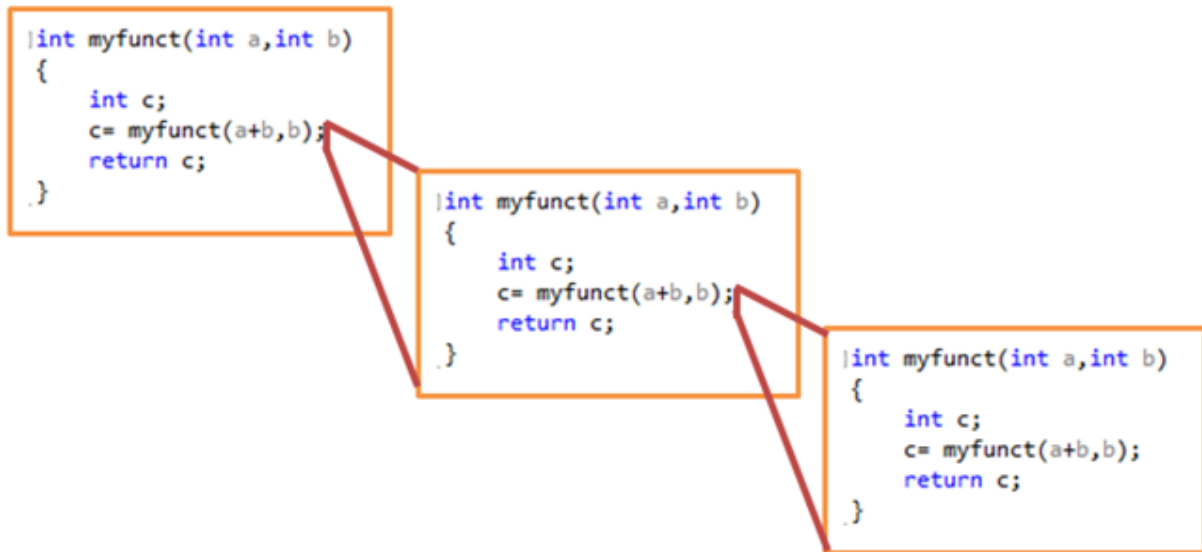 int myfunct(int a,int b)
{
int c;
c= myfunct(a+b,b);
return c;
}
int myfunct(int a,int b)
{
int c;
c= myfunct(a+b,b);
return c;
}
int myfunct(int a,int b)
{
int c;
c= myfunct(a+b,b);
return c;
}